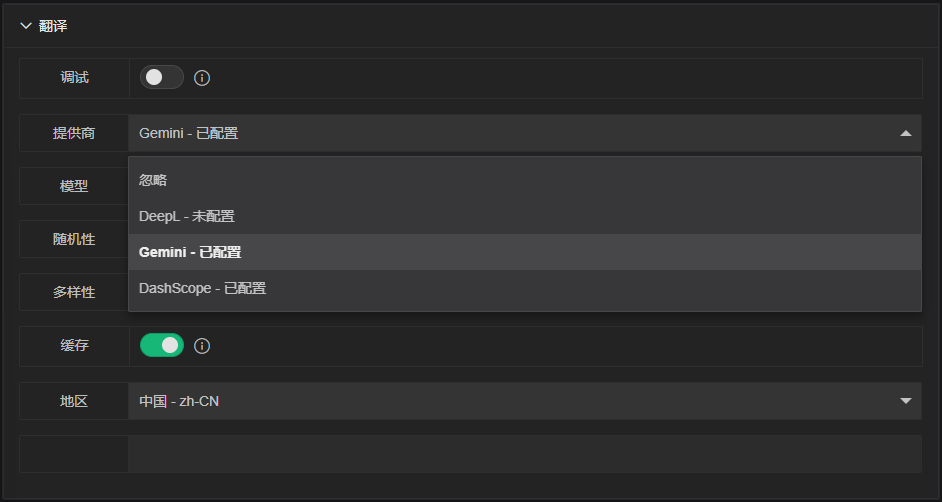 翻译
调试
提供商
Gemini - 已配置
忽略
DeepL - 未配置
Gemini - 已配置
DashScope - 已配置
模型
随机性
多样性
缓存
地区
中国 - zh-CN